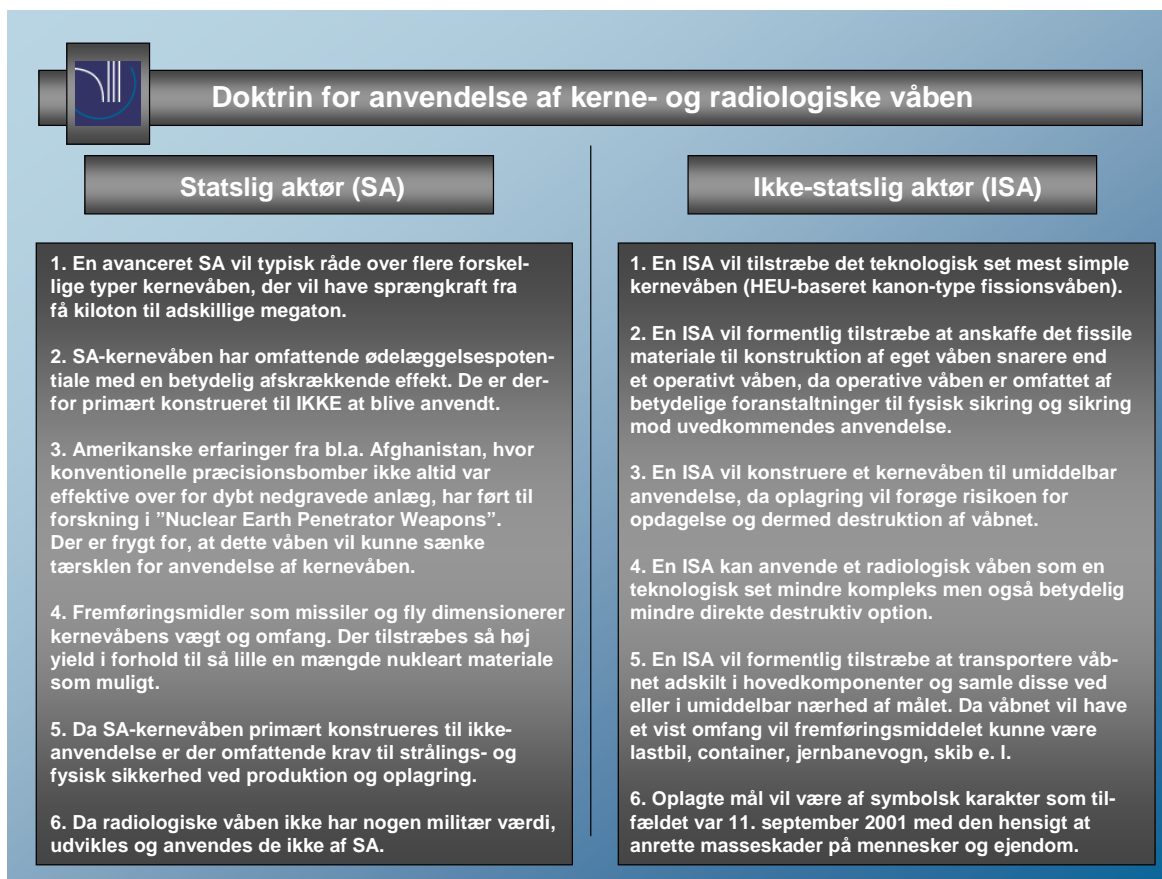 Doktrin for anvendelse af kerne- og radiologiske våben
Statslig aktør (SA)
1. En avanceret SA vil typisk råde over flere forskel-
lige typer kernevåben, der vil have sprængkraft fra
få kiloton til adskillige megaton.
2. SA-kernevåben har omfattende ødelæggelsespoten-
tiale med en betydelig afskrækkende effekt. De er der-
for primært konstrueret til IKKE at blive anvendt.
3. Amerikanske erfaringer fra bl.a. Afghanistan, hvor
konventionelle præcisionsbomber ikke altid var
effektive over for dybt nedgravede anlæg, har ført til
forskning i ”Nuclear Earth Penetrator Weapons”.
Der er frygt for, at dette våben vil kunne sænke
tærsklen for anvendelse af kernevåben.
4. Fremføringsmidler som missiler og fly dimensionerer
kernevåbens vægt og omfang. Der tilstræbes så høj
yield i forhold til så lille en mængde nukleart materiale
som muligt.
5. Da SA-kernevåben primært konstrueres til ikke-
anvendelse er der omfattende krav til strålings- og
fysisk sikkerhed ved produktion og oplagring.
6. Da radiologiske våben ikke har nogen militær værdi,
udvikles og anvendes de ikke af SA.
Ikke-statslig aktør (ISA)
1. En ISA vil tilstræbe det teknologisk set mest simple
kernevåben (HEU-baseret kanon-type fissionsvåben).
2. En ISA vil formentlig tilstræbe at anskaffe det fissile
materiale til konstruktion af eget våben snarere end
et operativt våben, da operative våben er omfattet af
betydelige foranstaltninger til fysisk sikring og sikring
mod uvedkommendes anvendelse.
3. En ISA vil konstruere et kernevåben til umiddelbar
anvendelse, da oplagring vil forøge risikoen for
opdagelse og dermed destruktion af våbnet.
4. En ISA kan anvende et radiologisk våben som en
teknologisk set mindre kompleks men også betydelig
mindre direkte destruktiv option.
5. En ISA vil formentlig tilstræbe at transportere våb-
net adskilt i hovedkomponenter og samle disse ved
eller i umiddelbar nærhed af målet. Da våbnet vil have
et vist omfang vil fremføringsmiddelet kunne være
lastbil, container, jernbanevogn, skib e. l.
6. Oplagte mål vil være af symbolsk karakter som til-
fældet var 11. september 2001 med den hensigt at
anrette masseskader på mennesker og ejendom.